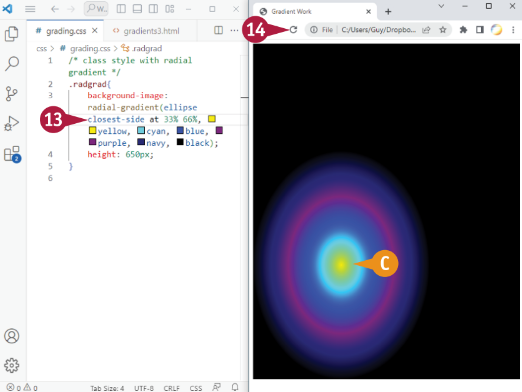 W...
# grading.css
gradients3.html
css > # grading.css > .radgrad
1 /* class style with radial
gradient */
2 .radgrad{
3 background-image:
radial-gradient(ellipse
closest-side at 33% 66%,
yellow, cyan, blue,
purple, navy, black);
4 height: 650px;
5 }
6
13
2
0 0 Tab Size: 4 UTF-8 CRLF CSS
Gradient Work
14
File C:/Users/Guy/Dropbo...
C